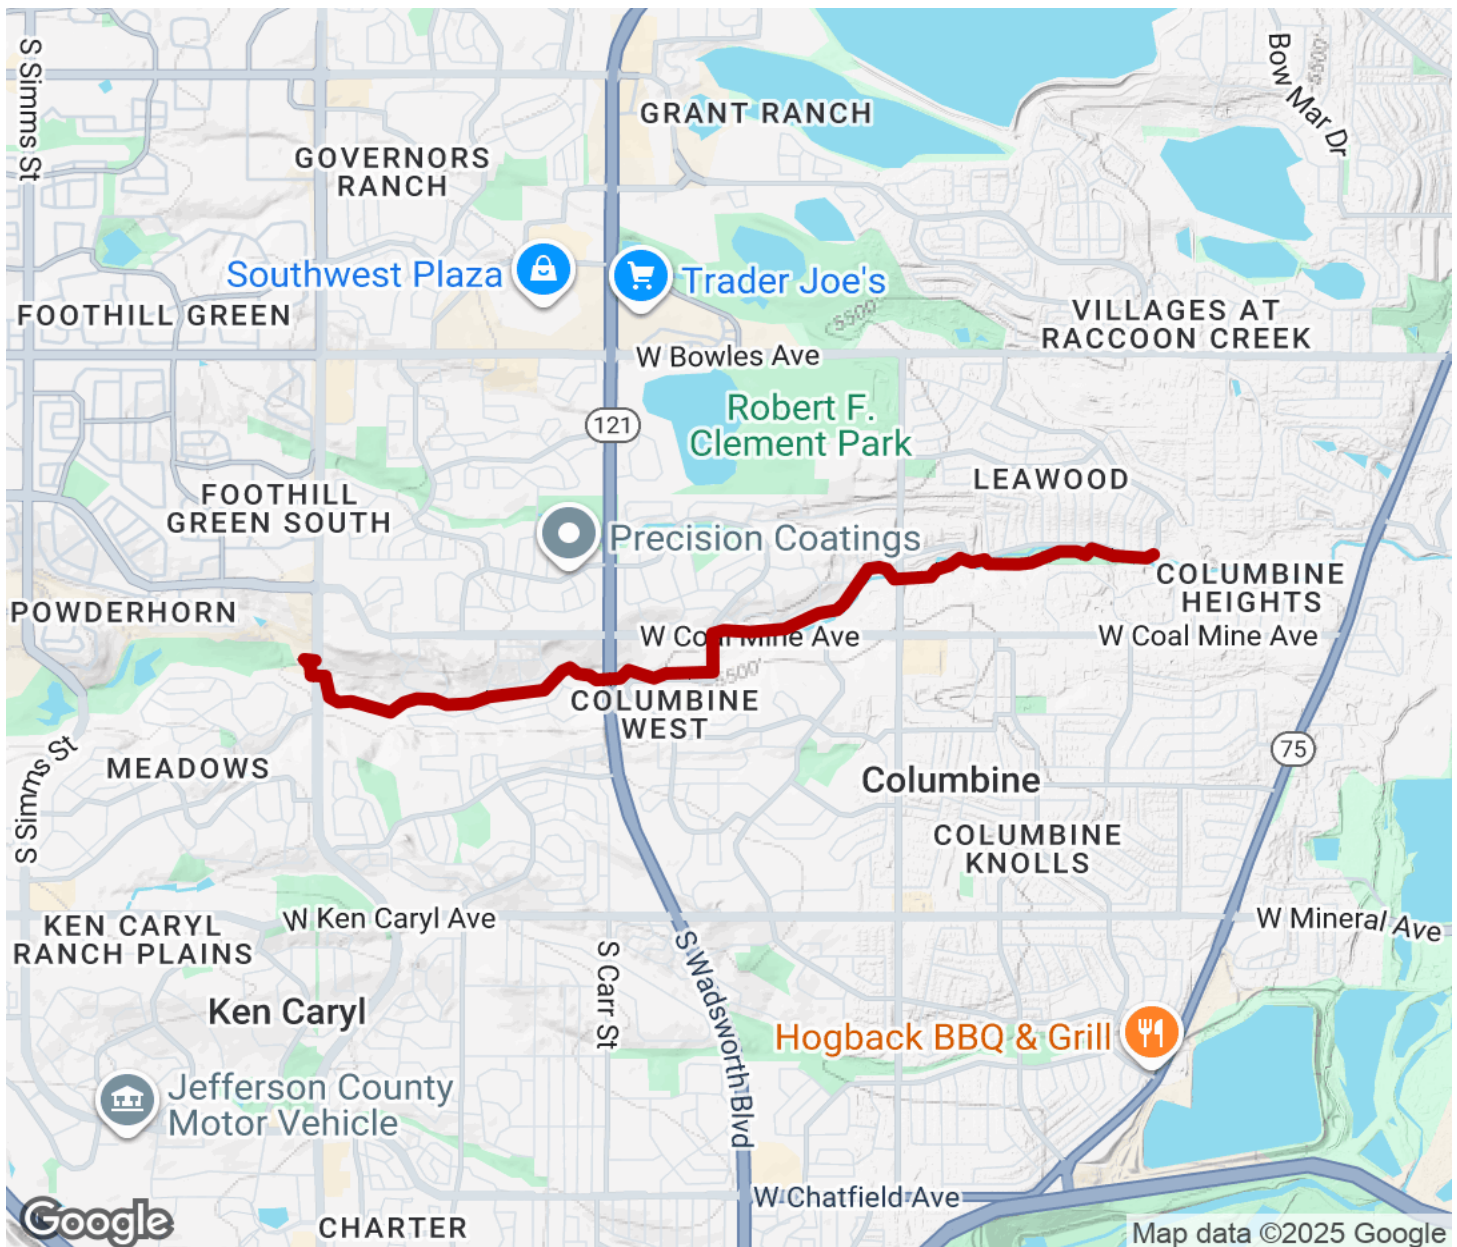 S Simms St
Bow Mar Dr
5500'
GRANT RANCH
GOVERNORS
RANCH
Southwest Plaza
Trader Joe's
FOOTHILL GREEN
5500'
VILLAGES AT
RACCOON CREEK
W Bowles Ave
Robert F.
Clement Park
121
LEAWOOD
FOOTHILL
GREEN SOUTH
Precision Coatings
COLUMBINE
HEIGHTS
POWDERHORN
W Coal Mine Ave
W Coal Mine Ave
5500'
COLUMBINE
WEST
S Simms St
MEADOWS
75
Columbine
COLUMBINE
KNOLLS
KEN CARYL
RANCH PLAINS
W Ken Caryl Ave
W Mineral Ave
S Carr St
S Wadsworth Blvd
Ken Caryl
Hogback BBQ & Grill
Jefferson County
Motor Vehicle
W Chatfield Ave
Google
CHARTER
Map data ©2025 Google